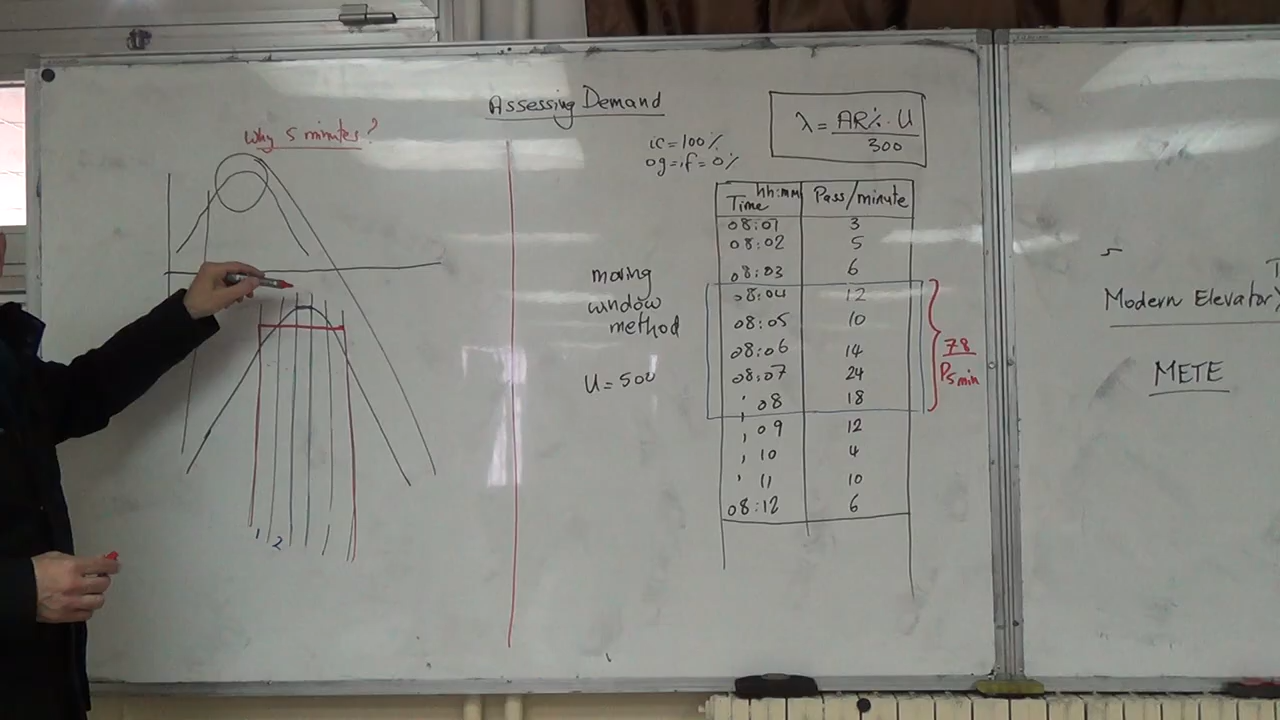 Assessing Demand
Why 5 minutes?
1 2
ic = 100%
og = if = 0%
λ = AR%. U / 300
moving
window
method
U = 500
Time hh:mm Pass/minute
08:01 3
08:02 5
08:03 6
08:04 12
08:05 10
08:06 14
08:07 24
, 08 18
, 09 12
, 10 4
' 11 10
08:12 6
78
P5min
Modern Elevator
METE